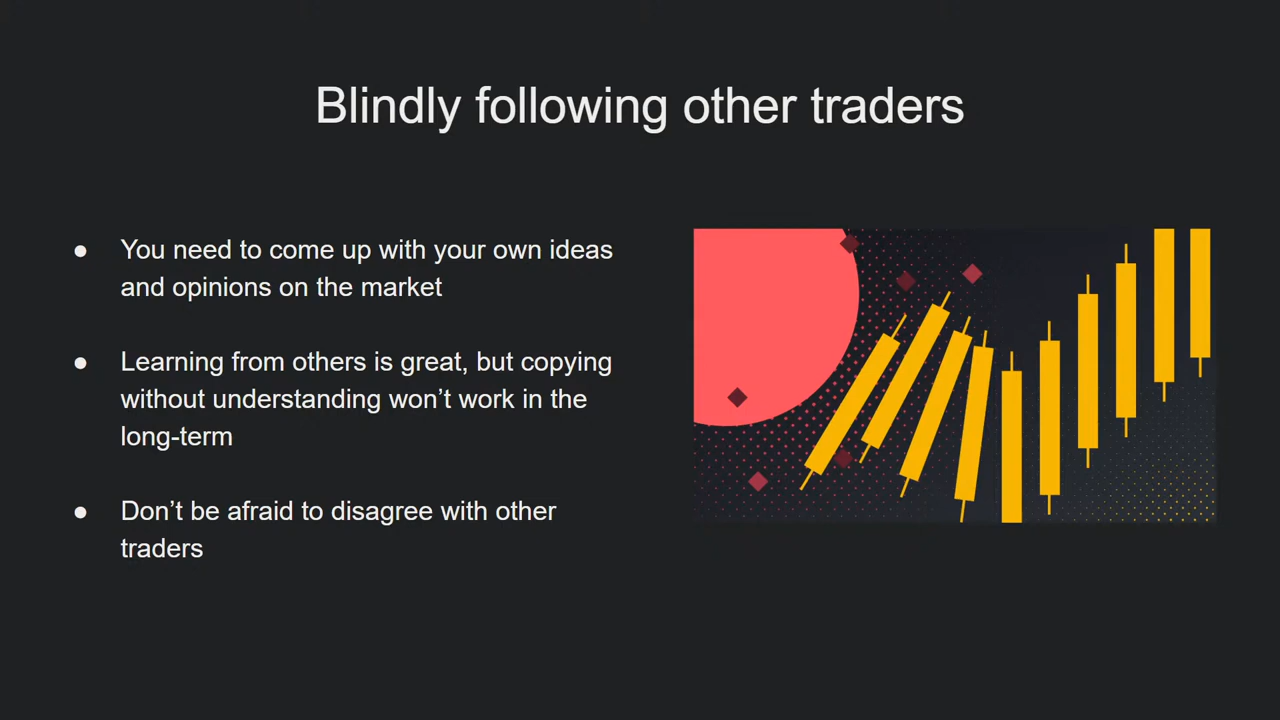 Blindly following other traders
● You need to come up with your own ideas
and opinions on the market
● Learning from others is great, but copying
without understanding won’t work in the
long-term
● Don’t be afraid to disagree with other
traders